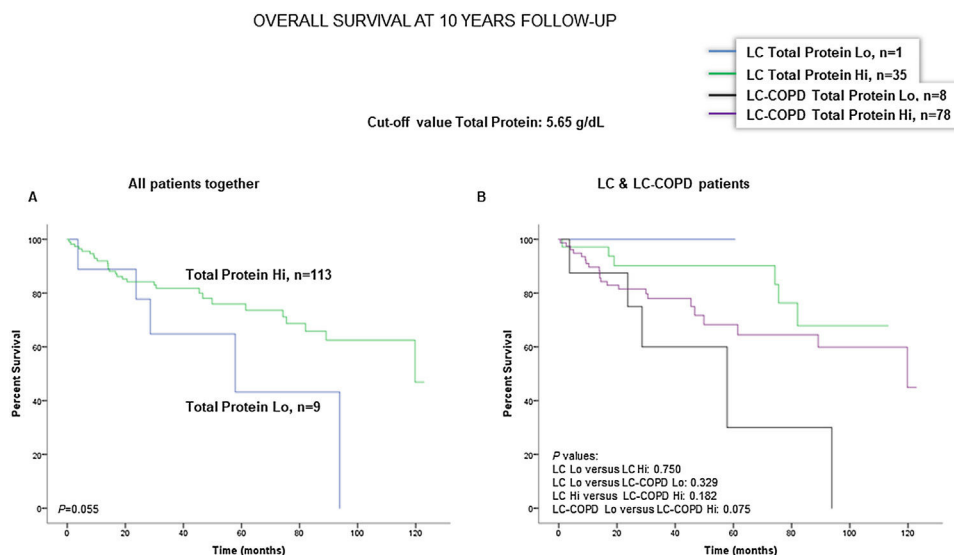 OVERALL SURVIVAL AT 10 YEARS FOLLOW-UP
LC Total Protein Lo, n=1
LC Total Protein Hi, n=35
LC-COPD Total Protein Lo, n=8
LC-COPD Total Protein Hi, n=78
Cut-off value Total Protein: 5.65 g/dL
A
All patients together
Percent Survival
100
80
60
40
20
0
Total Protein Hi, n=113
Total Protein Lo, n=9
P=0.055
0 20 40 60 80 100 120
Time (months)
B
LC & LC-COPD patients
Percent Survival
100
80
60
40
20
0
P values:
LC Lo versus LC Hi: 0.750
LC Lo versus LC-COPD Lo: 0.329
LC Hi versus LC-COPD Hi: 0.182
LC-COPD Lo versus LC-COPD Hi: 0.075
0 20 40 60 80 100 120
Time (months)